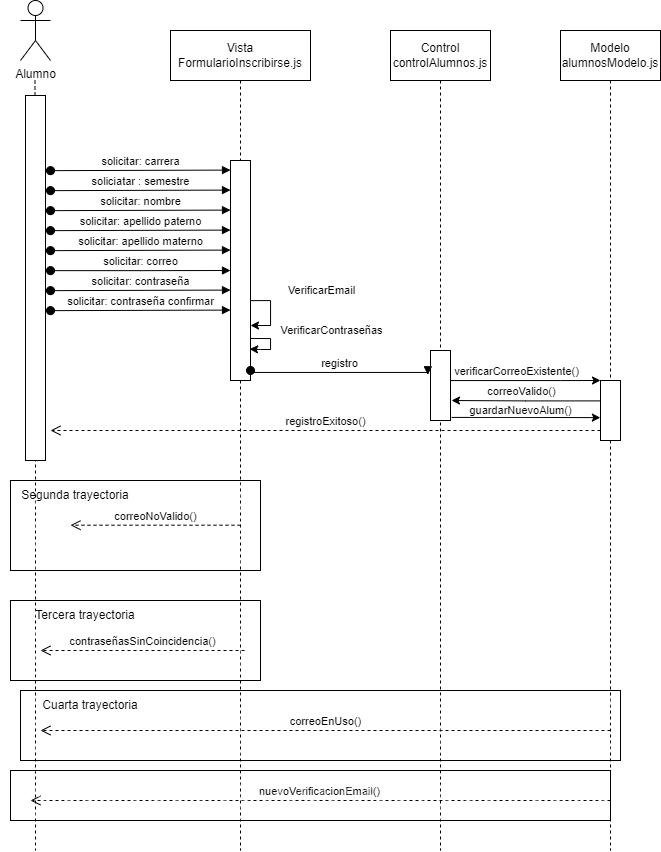 Alumno
Vista
FormularioInscribirse.js
Control
controlAlumnos.js
Modelo
alumnosModelo.js
solicitar: carrera
soliciatar : semestre
solicitar: nombre
solicitar: apellido paterno
solicitar: apellido materno
solicitar: correo
solicitar: contraseña
solicitar: contraseña confirmar
VerificarEmail
VerificarContraseñas
registro
verificarCorreoExistente()
correoValido()
guardarNuevoAlum()
registroExitoso()
Segunda trayectoria
correoNoValido()
Tercera trayectoria
contraseñasSinCoincidencia()
Cuarta trayectoria
correoEnUso()
nuevoVerificacionEmail()